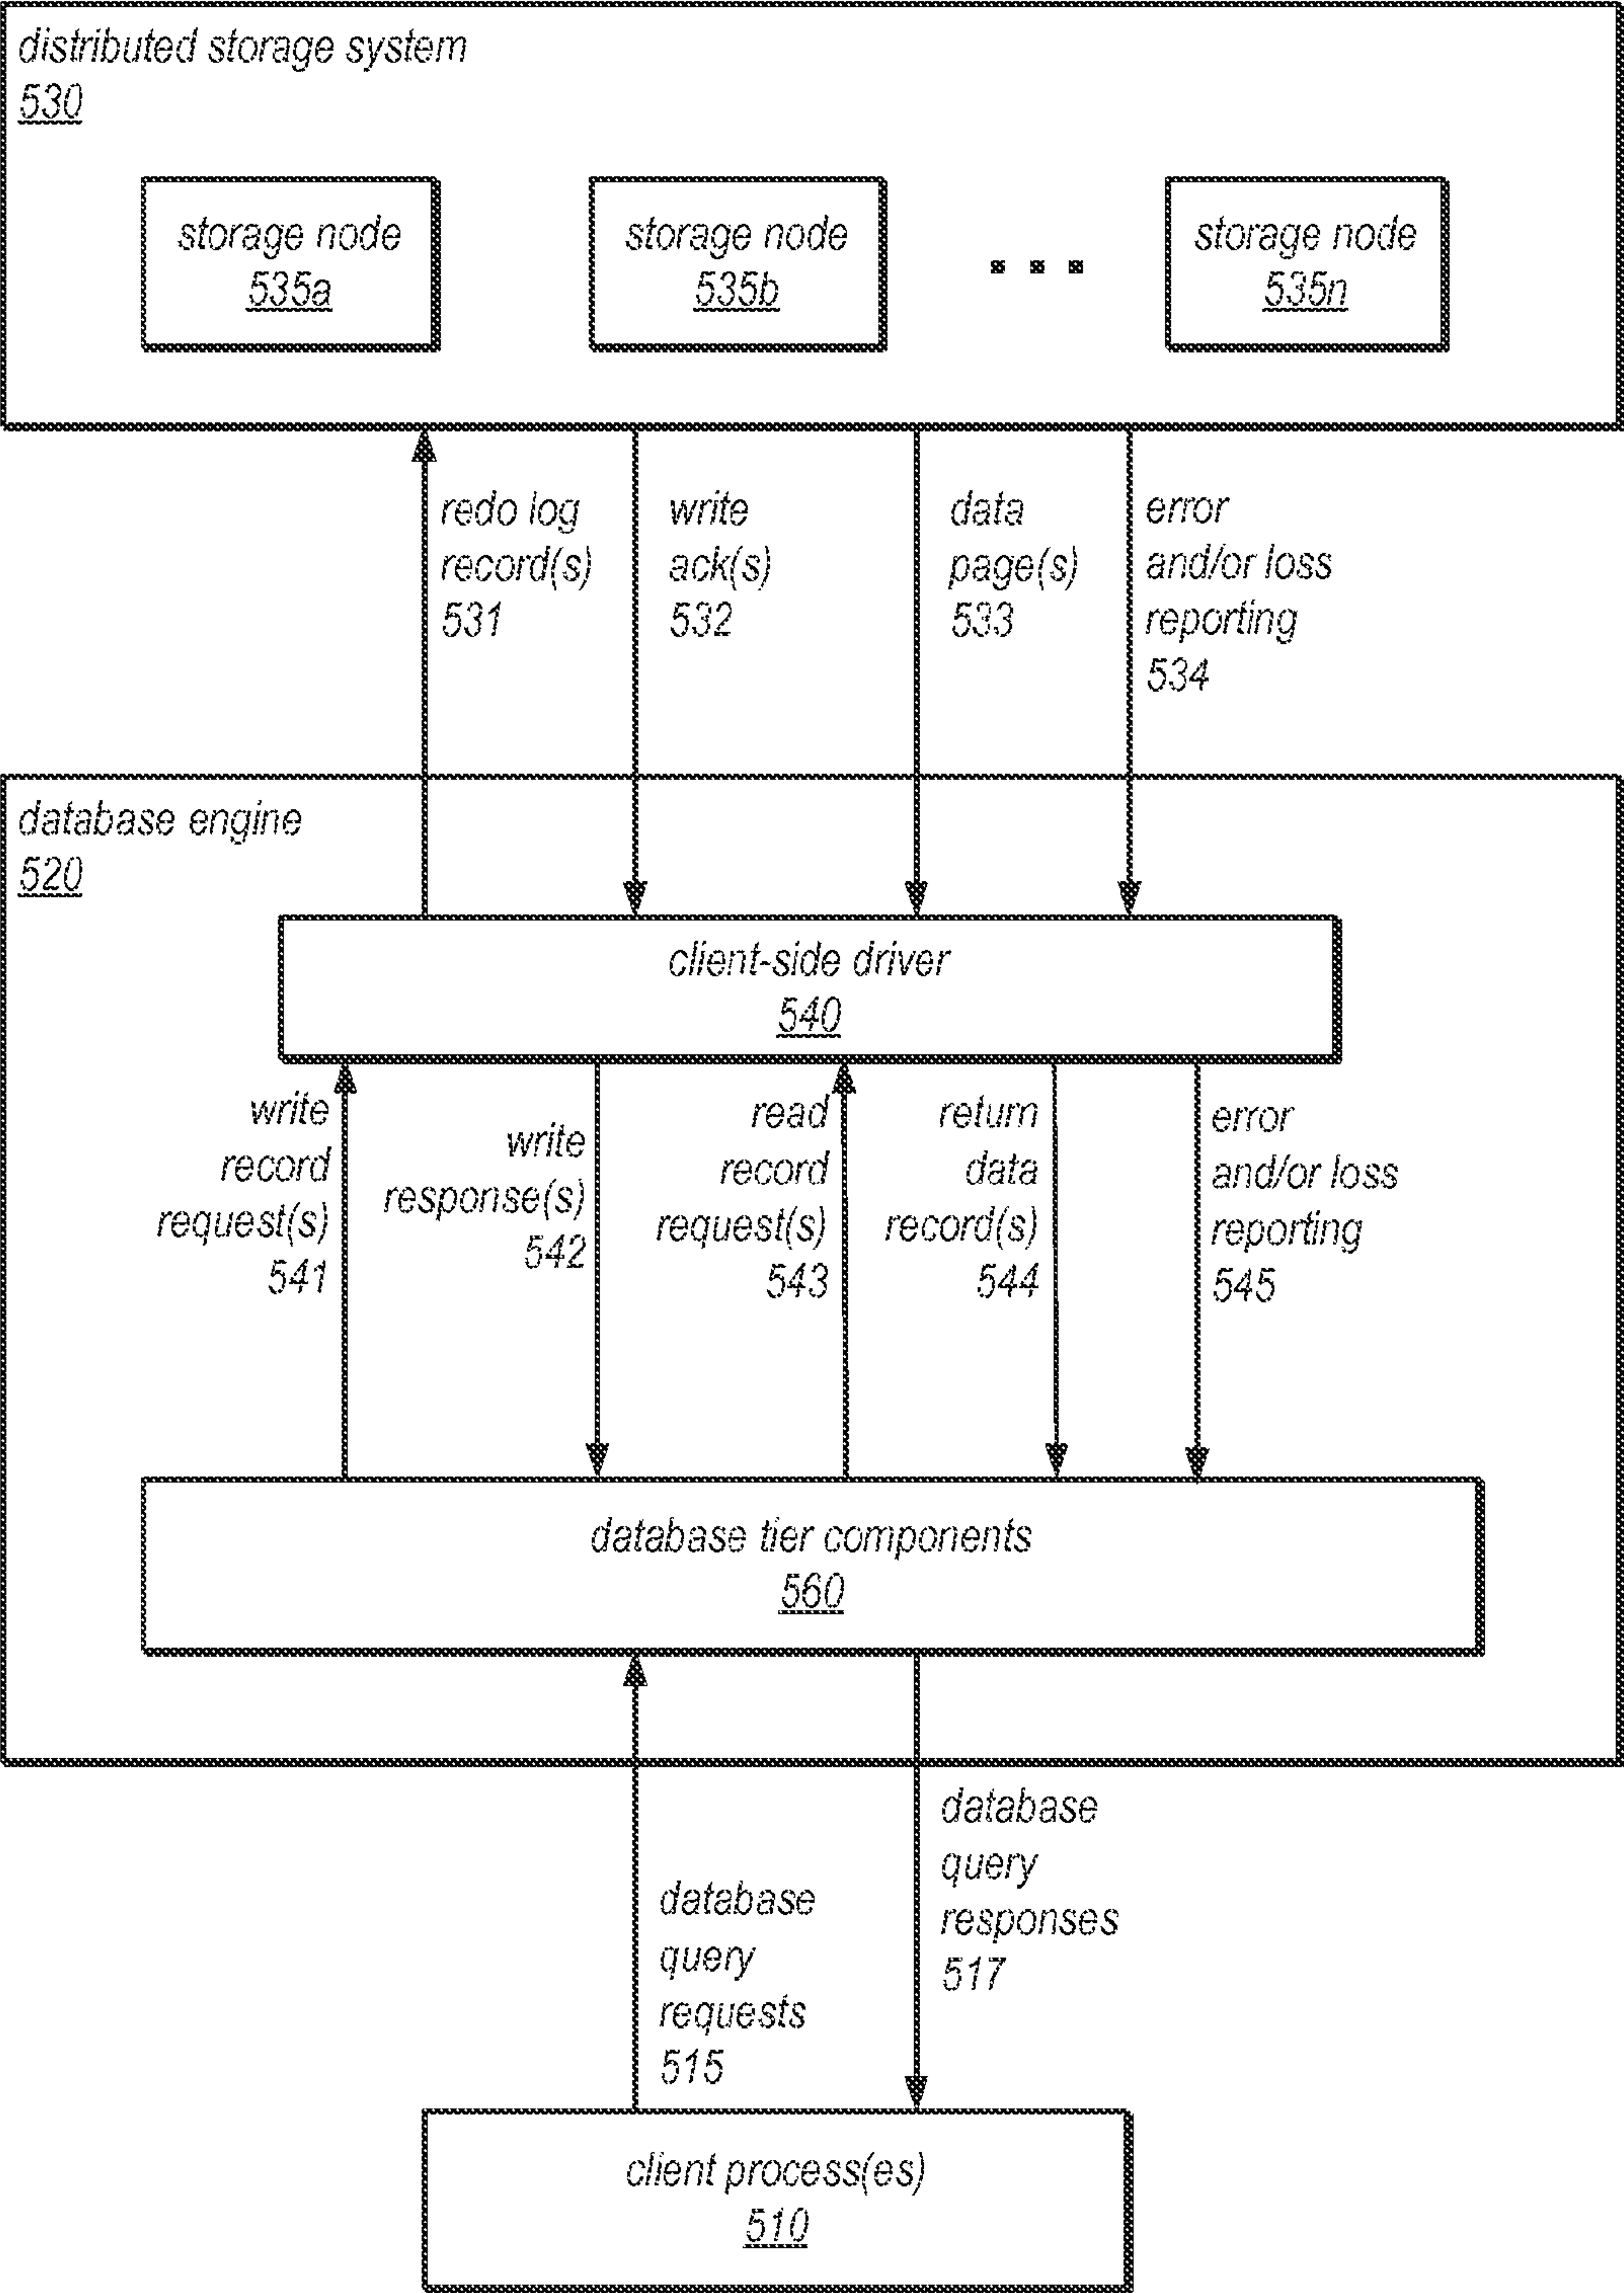 distributed storage system
530
storage node
535a
storage node
535b
storage node
535n
redo log
record(s)
531
write
ack(s)
532
data
page(s)
533
error
and/or loss
reporting
534
database engine
520
client-side driver
540
write
record
request(s)
541
write
response(s)
542
read
record
request(s)
543
return
data
record(s)
544
error
and/or loss
reporting
545
database tier components
560
database
query
requests
515
database
query
responses
517
client process(es)
510